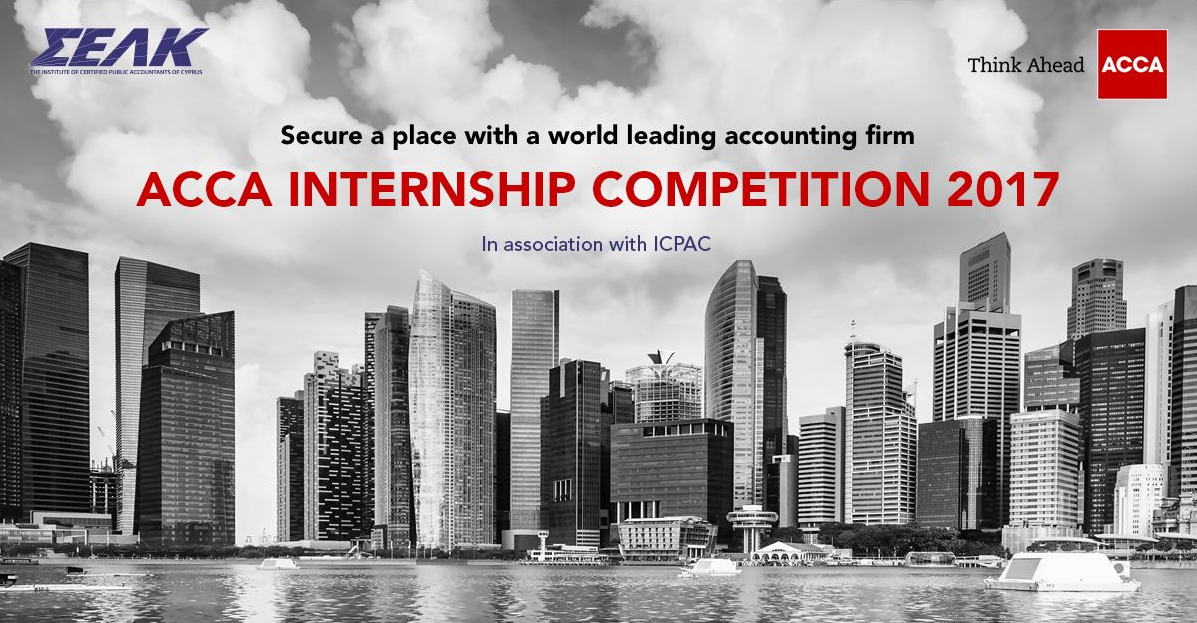 ΣΕΛΚ
THE INSTITUTE OF CERTIFIED PUBLIC ACCOUNTANTS OF CYPRUS
Think Ahead ACCA
Secure a place with a world leading accounting firm
ACCA INTERNSHIP COMPETITION 2017
In association with ICPAC